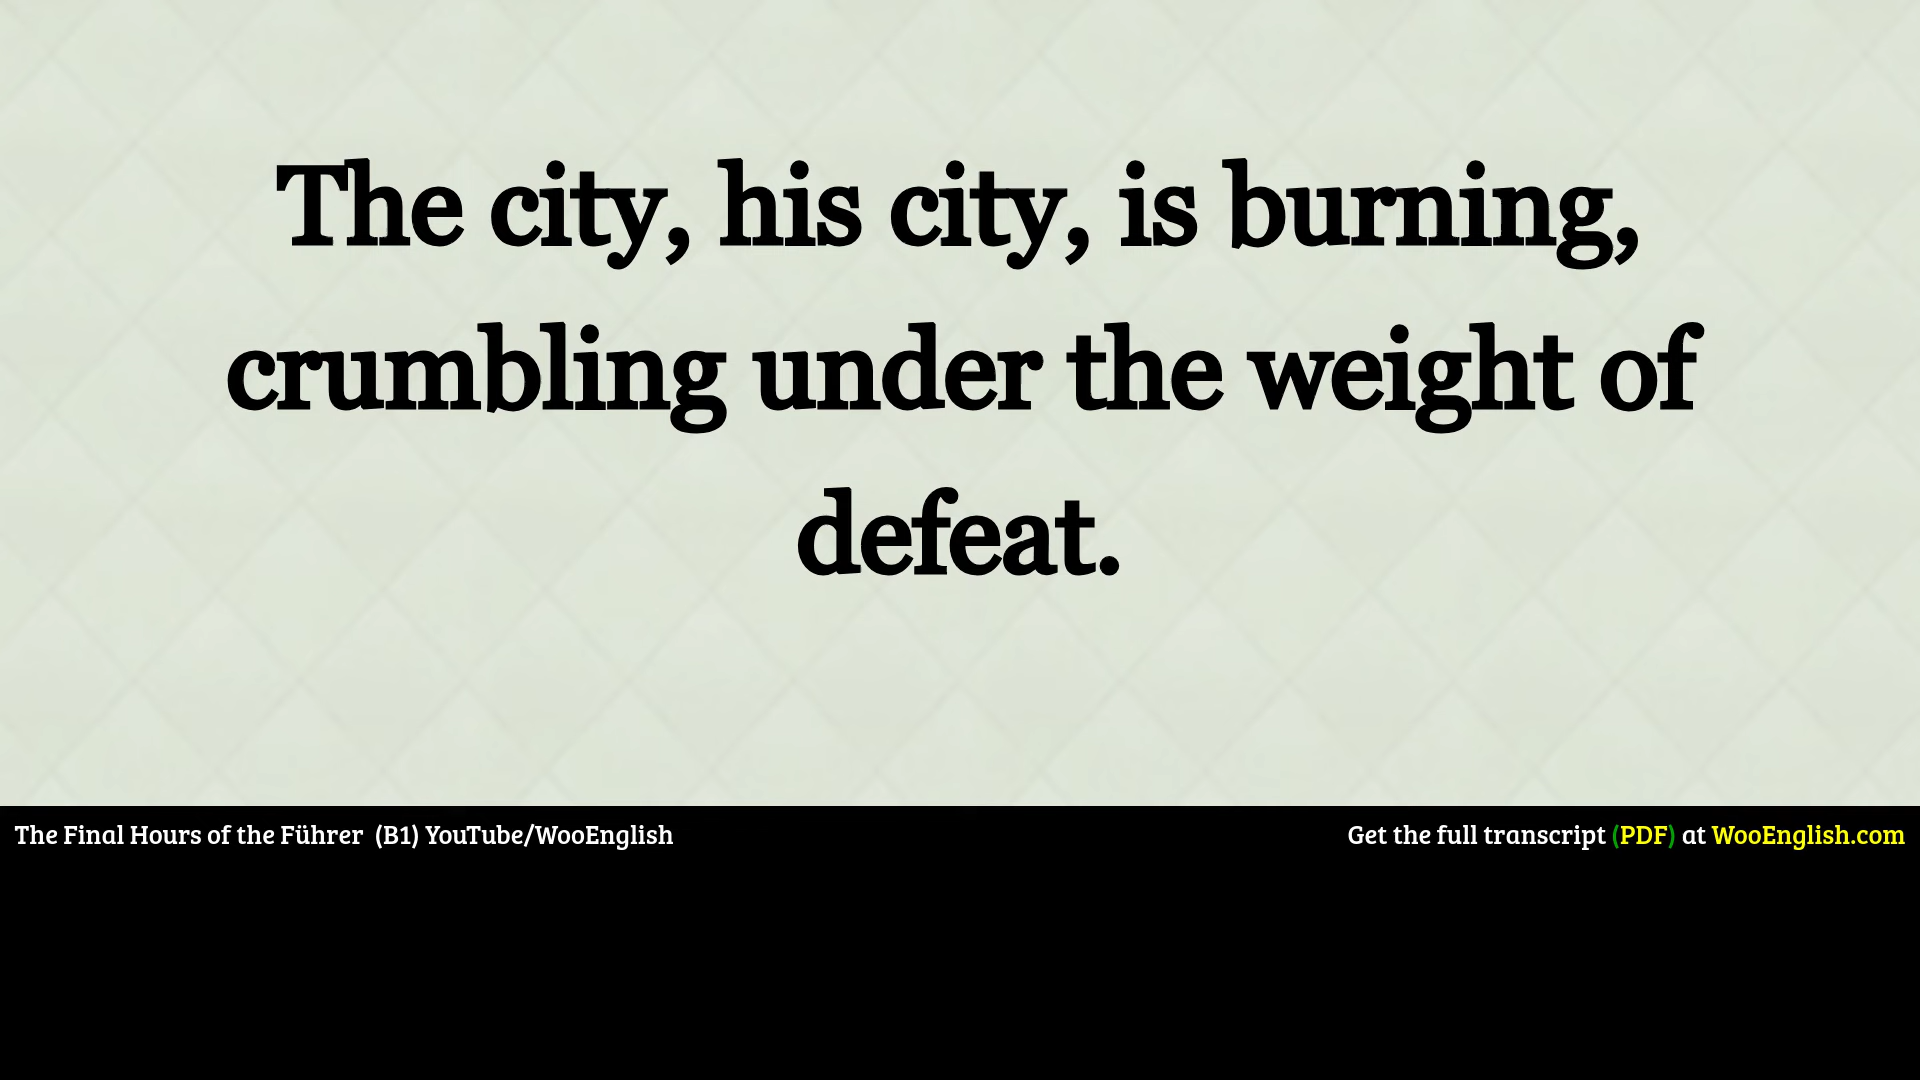 The city, his city, is burning,
crumbling under the weight of
defeat.
The Final Hours of the Führer (B1) YouTube/WooEnglish
Get the full transcript (PDF) at WooEnglish.com